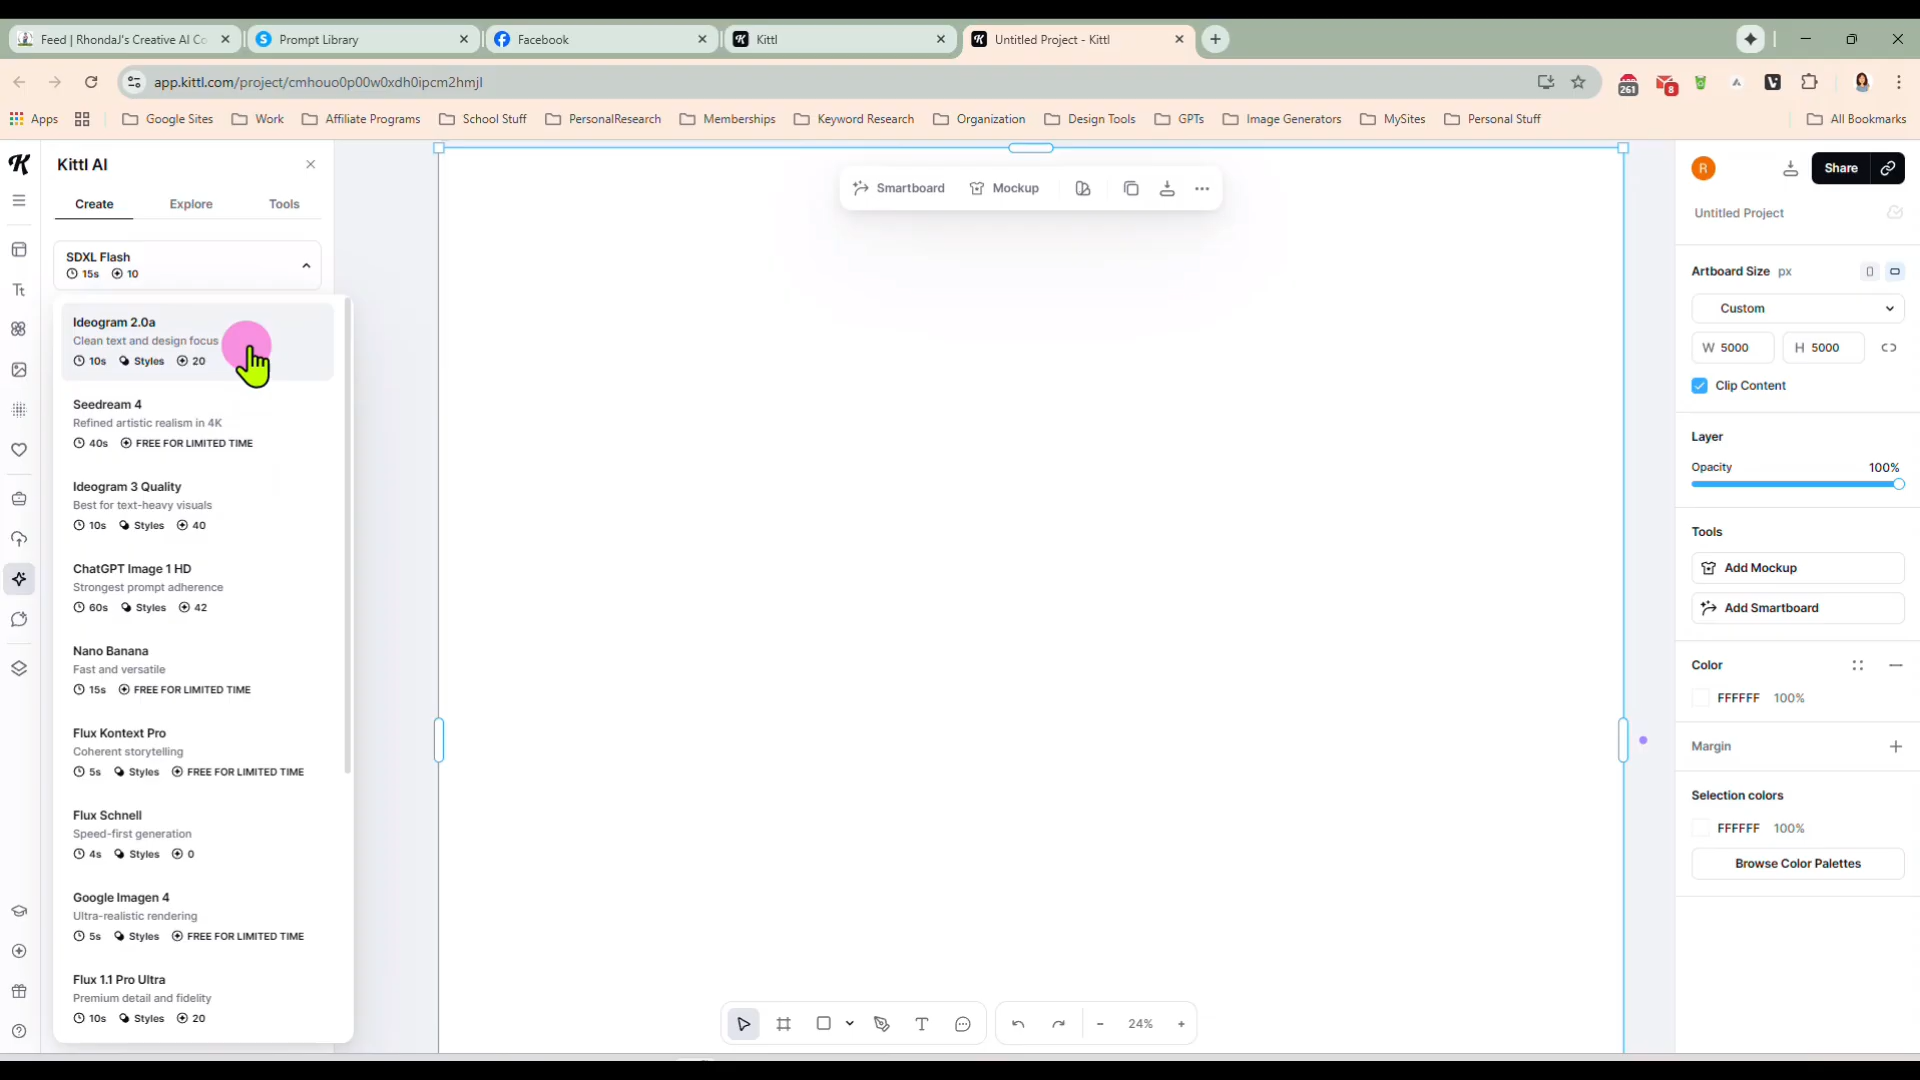 Feed | RhondaJ's Creative AI Co
Prompt Library
Facebook
Kittl
Untitled Project - Kittl
app.kittl.com/project/cmhouo0p00w0xdh0ipcm2hmjl
261
8
Apps
Google Sites
Work
Affiliate Programs
School Stuff
PersonalResearch
Memberships
Keyword Research
Organization
Design Tools
GPTs
Image Generators
MySites
Personal Stuff
All Bookmarks
Kittl AI
Create
Explore
Tools
SDXL Flash
15s 10
Ideogram 2.0a
Clean text and design focus
10s Styles 20
Seedream 4
Refined artistic realism in 4K
40s FREE FOR LIMITED TIME
Ideogram 3 Quality
Best for text-heavy visuals
10s Styles 40
ChatGPT Image 1 HD
Strongest prompt adherence
60s Styles 42
Nano Banana
Fast and versatile
15s FREE FOR LIMITED TIME
Flux Kontext Pro
Coherent storytelling
5s Styles FREE FOR LIMITED TIME
Flux Schnell
Speed-first generation
4s Styles 0
Google Imagen 4
Ultra-realistic rendering
5s Styles FREE FOR LIMITED TIME
Flux 1.1 Pro Ultra
Premium detail and fidelity
10s Styles 20
Smartboard
Mockup
24%
R
Share
Untitled Project
Artboard Size px
Custom
W 5000
H 5000
Clip Content
Layer
Opacity 100%
Tools
Add Mockup
Add Smartboard
Color
FFFFFF 100%
Margin
Selection colors
FFFFFF 100%
Browse Color Palettes